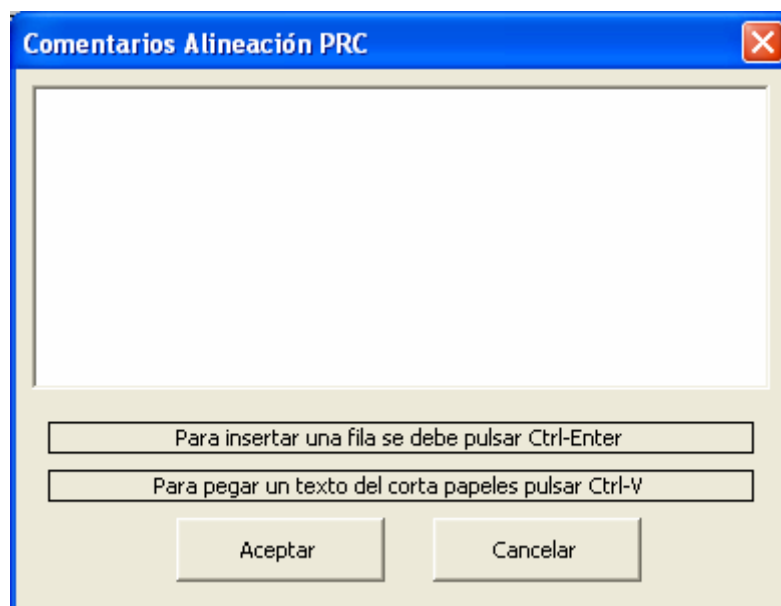 Comentarios Alineación PRC
Para insertar una fila se debe pulsar Ctrl-Enter
Para pegar un texto del corta papeles pulsar Ctrl-V
Aceptar Cancelar